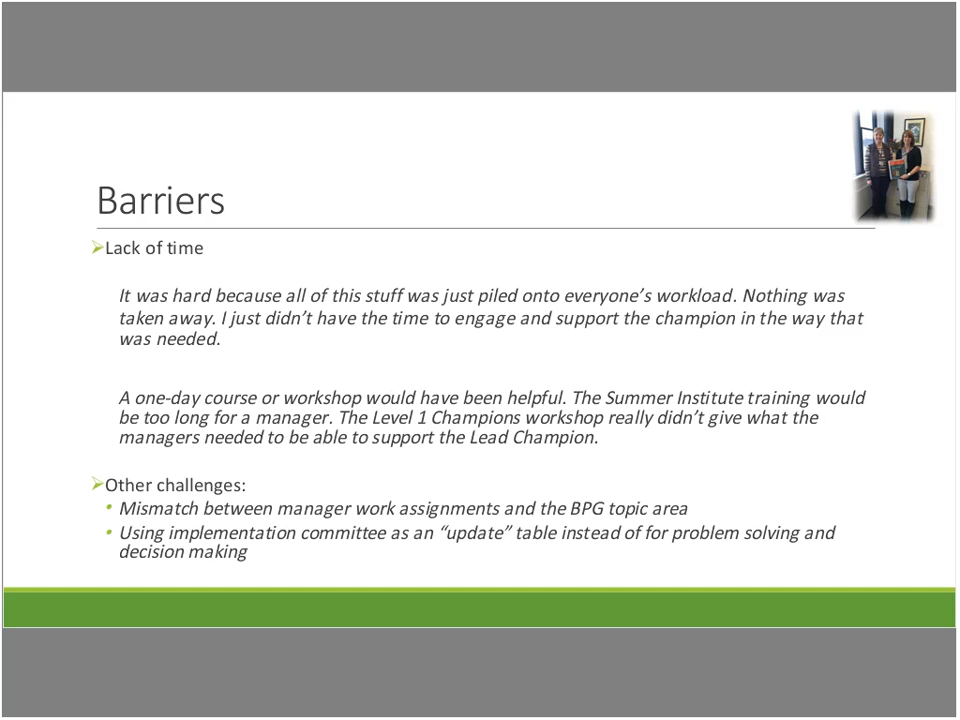 Barriers
Lack of time
It was hard because all of this stuff was just piled onto everyone’s workload. Nothing was
taken away. I just didn’t have the time to engage and support the champion in the way that
was needed.
A one-day course or workshop would have been helpful. The Summer Institute training would
be too long for a manager. The Level 1 Champions workshop really didn’t give what the
managers needed to be able to support the Lead Champion.
Other challenges:
• Mismatch between manager work assignments and the BPG topic area
• Using implementation committee as an “update” table instead of for problem solving and
decision making